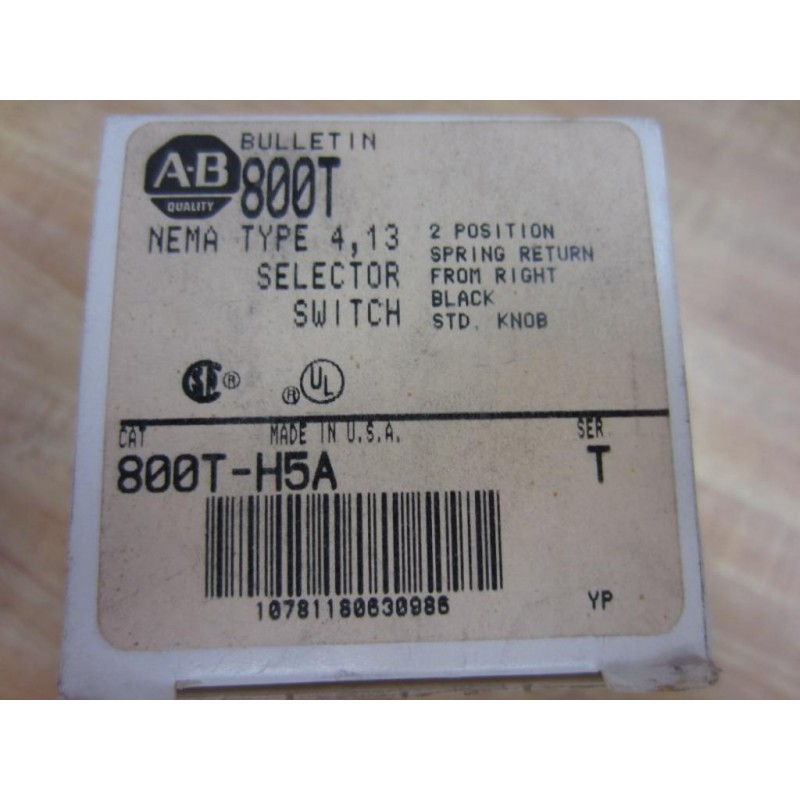 A-B
QUALITY
BULLETIN
800T
NEMA TYPE 4,13
SELECTOR
SWITCH
2 POSITION
SPRING RETURN
FROM RIGHT
BLACK
STD. KNOB
®
® UL
CAT MADE IN U.S.A. SER
800T-H5A T
10781180630986
YP